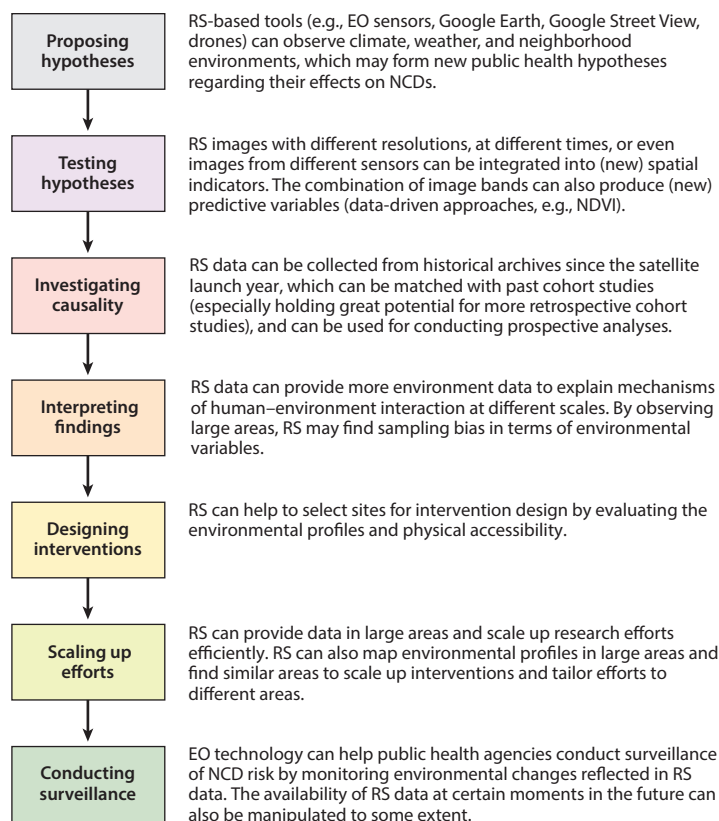 Proposing
hypotheses
RS-based tools (e.g., EO sensors, Google Earth, Google Street View,
drones) can observe climate, weather, and neighborhood
environments, which may form new public health hypotheses
regarding their effects on NCDs.
Testing
hypotheses
RS images with different resolutions, at different times, or even
images from different sensors can be integrated into (new) spatial
indicators. The combination of image bands can also produce (new)
predictive variables (data-driven approaches, e.g., NDVI).
Investigating
causality
RS data can be collected from historical archives since the satellite
launch year, which can be matched with past cohort studies
(especially holding great potential for more retrospective cohort
studies), and can be used for conducting prospective analyses.
Interpreting
findings
RS data can provide more environment data to explain mechanisms
of human–environment interaction at different scales. By observing
large areas, RS may find sampling bias in terms of environmental
variables.
Designing
interventions
RS can help to select sites for intervention design by evaluating the
environmental profiles and physical accessibility.
Scaling up
efforts
RS can provide data in large areas and scale up research efforts
efficiently. RS can also map environmental profiles in large areas and
find similar areas to scale up interventions and tailor efforts to
different areas.
Conducting
surveillance
EO technology can help public health agencies conduct surveillance
of NCD risk by monitoring environmental changes reflected in RS
data. The availability of RS data at certain moments in the future can
also be manipulated to some extent.